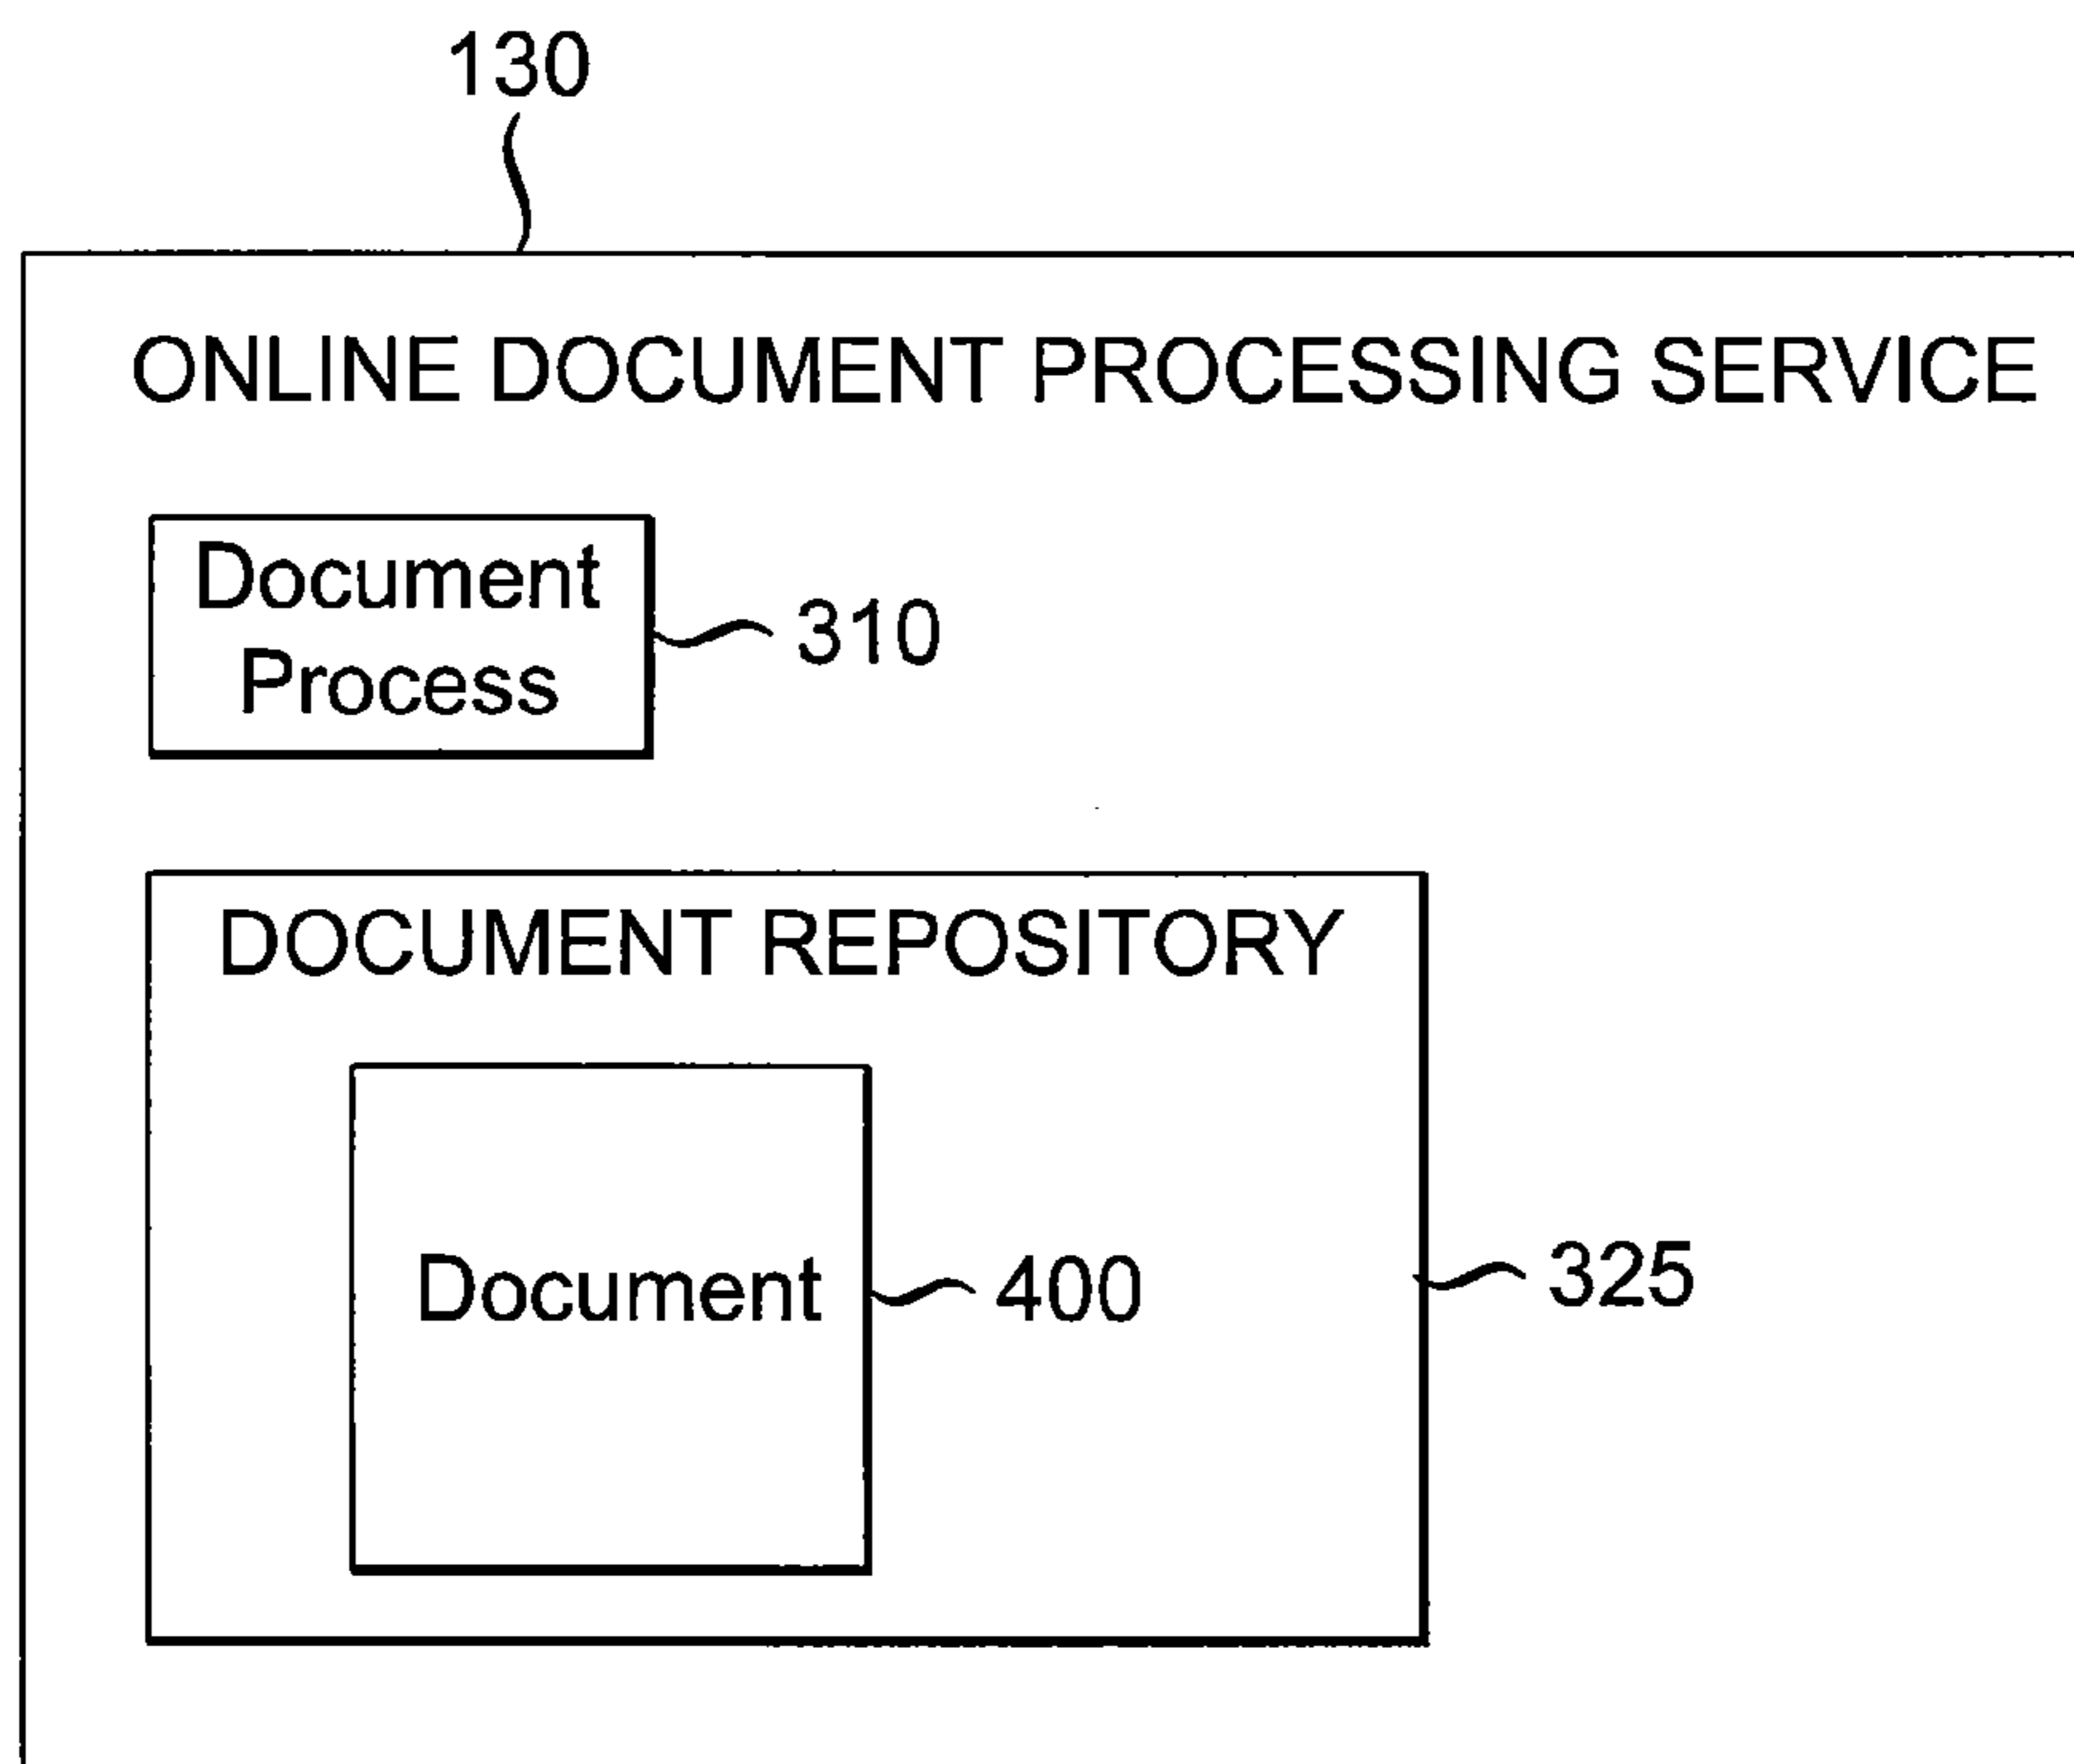 130
ONLINE DOCUMENT PROCESSING SERVICE
Document
Process
310
DOCUMENT REPOSITORY
Document
400
325